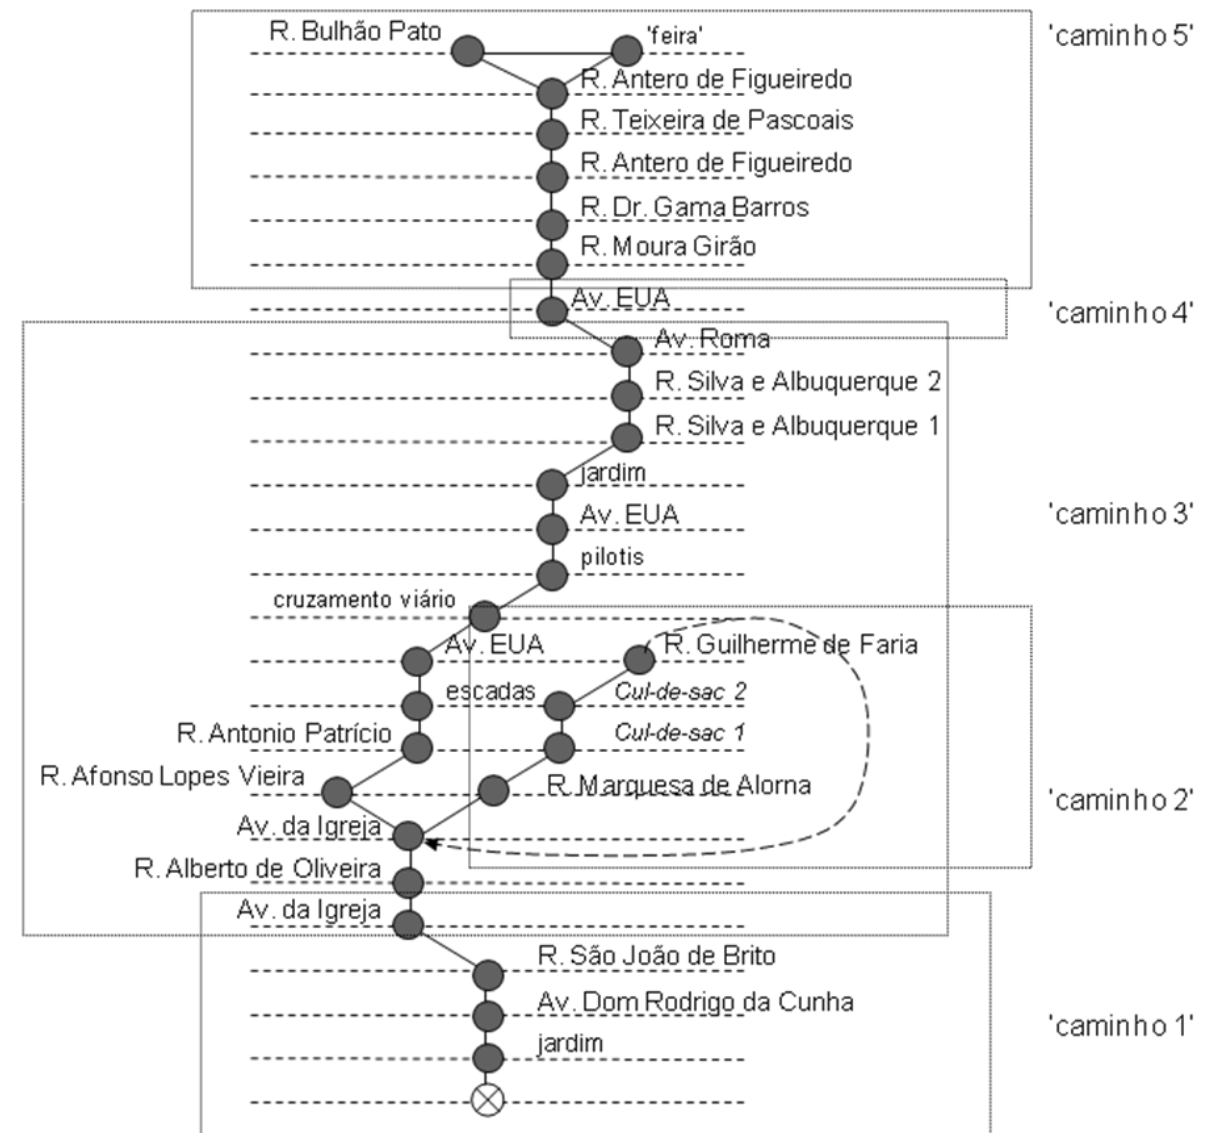 R. Bulhão Pato
'feira'
'caminho 5'
R. Antero de Figueiredo
R. Teixeira de Pascoais
R. Antero de Figueiredo
R. Dr. Gama Barros
R. Moura Girão
Av. EUA
'caminho 4'
Av. Roma
R. Silva e Albuquerque 2
R. Silva e Albuquerque 1
jardim
Av. EUA
'caminho 3'
pilotis
cruzamento viário
Av. EUA
R. Guilherme de Faria
escadas
Cul-de-sac 2
R. Antonio Patrício
Cul-de-sac 1
R. Afonso Lopes Vieira
R. Marquesa de Alorna
'caminho 2'
Av. da Igreja
R. Alberto de Oliveira
Av. da Igreja
R. São João de Brito
Av. Dom Rodrigo da Cunha
'caminho 1'
jardim